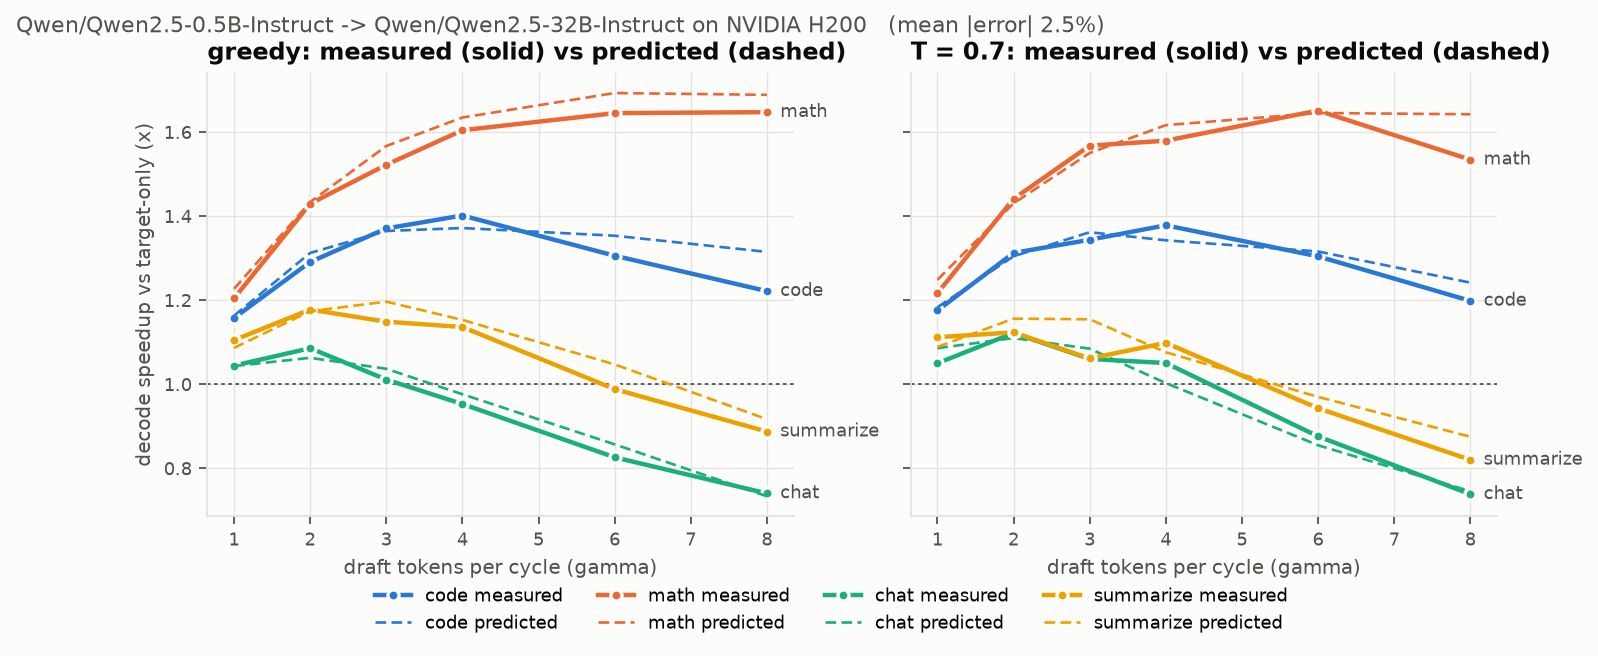 Qwen/Qwen2.5-0.5B-Instruct -> Qwen/Qwen2.5-32B-Instruct on NVIDIA H200 (mean |error| 2.5%)
greedy: measured (solid) vs predicted (dashed)
decode speedup vs target-only (x)
1.6
1.4
1.2
1.0
0.8
math
code
summarize
chat
1 2 3 4 5 6 7 8
draft tokens per cycle (gamma)
T = 0.7: measured (solid) vs predicted (dashed)
math
code
summarize
chat
1 2 3 4 5 6 7 8
draft tokens per cycle (gamma)
code measured math measured chat measured summarize measured
code predicted math predicted chat predicted summarize predicted